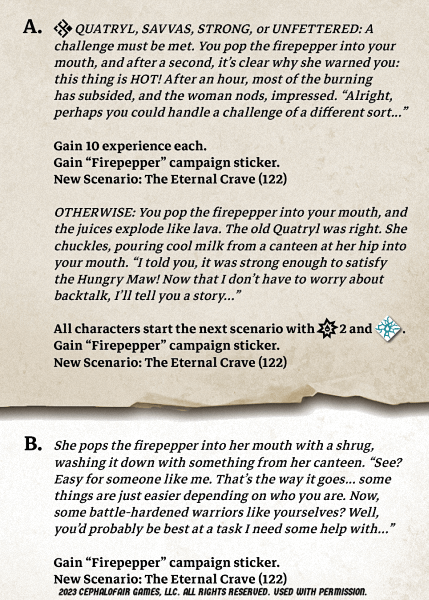 A. QUATRYL, SAVVAS, STRONG, or UNFETTERED: A
challenge must be met. You pop the firepepper into your
mouth, and after a second, it's clear why she warned you:
this thing is HOT! After an hour, most of the burning
has subsided, and the woman nods, impressed. “Alright,
perhaps you could handle a challenge of a different sort...”
Gain 10 experience each.
Gain “Firepepper” campaign sticker.
New Scenario: The Eternal Crave (122)
OTHERWISE: You pop the firepepper into your mouth, and
the juices explode like lava. The old Quatryl was right. She
chuckles, pouring cool milk from a canteen at her hip into
your mouth. “I told you, it was strong enough to satisfy
the Hungry Maw! Now that I don't have to worry about
backtalk, I'll tell you a story...”
All characters start the next scenario with 2 and .
Gain “Firepepper” campaign sticker.
New Scenario: The Eternal Crave (122)
B. She pops the firepepper into her mouth with a shrug,
washing it down with something from her canteen. “See?
Easy for someone like me. That's the way it goes... some
things are just easier depending on who you are. Now,
some battle-hardened warriors like yourselves? Well,
you'd probably be best at a task I need some help with...”
Gain “Firepepper” campaign sticker.
New Scenario: The Eternal Crave (122)
2023 CEPHALOFAIR GAMES, LLC. ALL RIGHTS RESERVED. USED WITH PERMISSION.